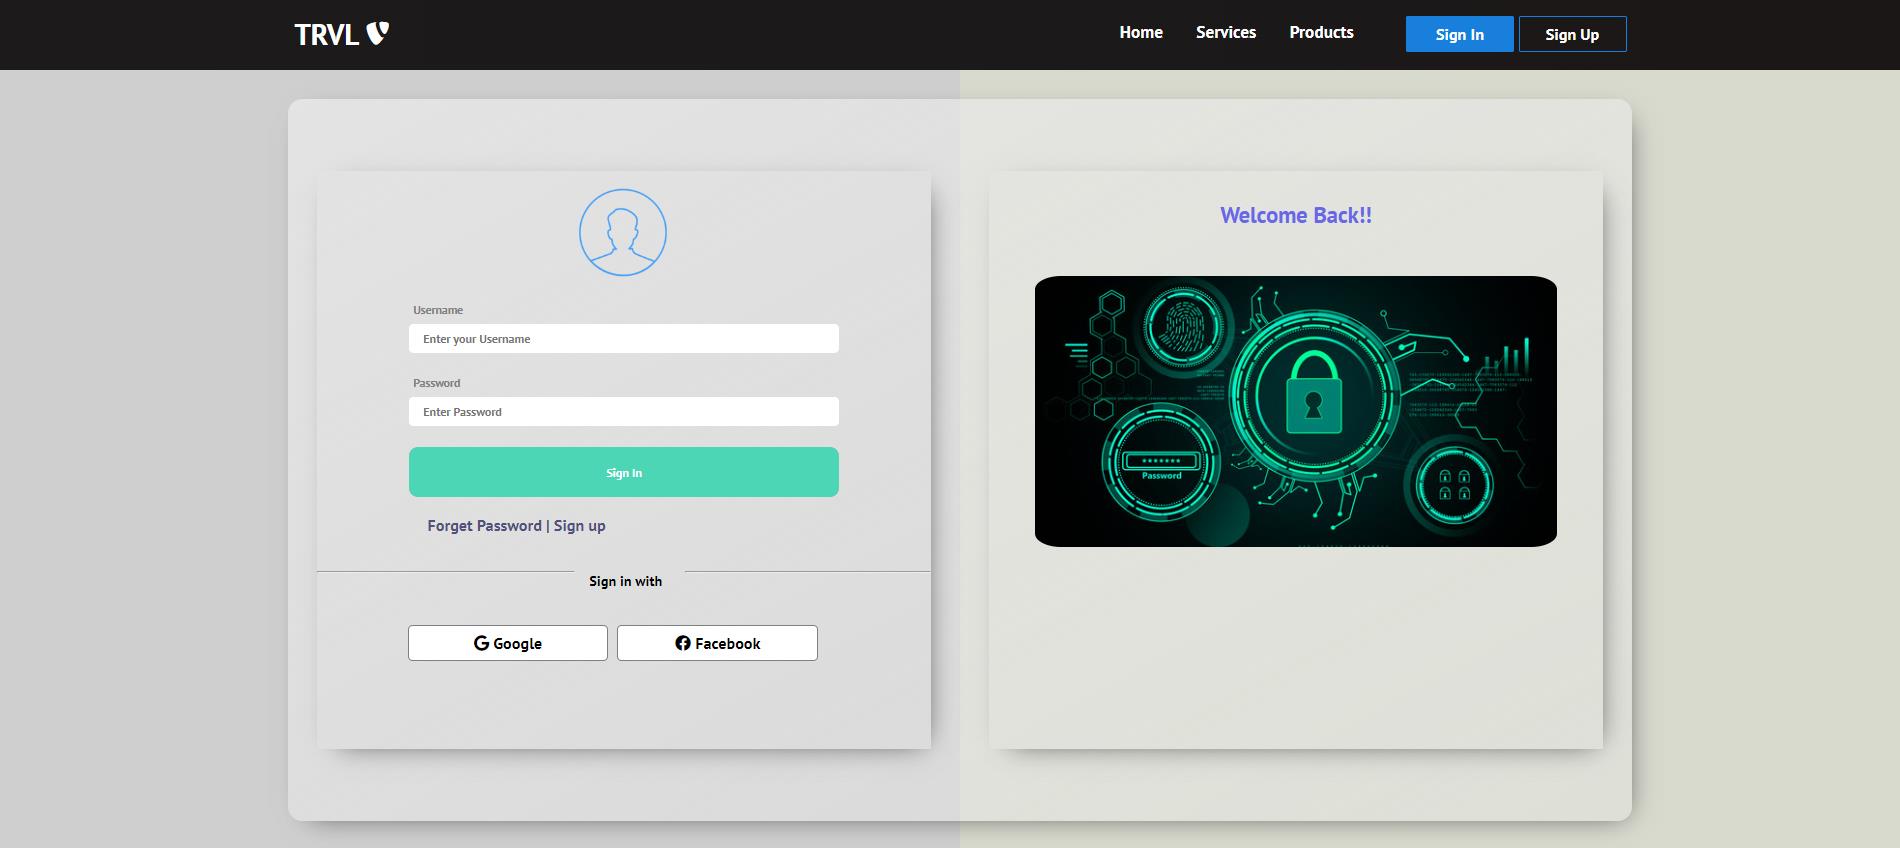 TRVL
Home Services Products Sign In Sign Up
Username
Enter your Username
Password
Enter Password
Sign In
Forget Password | Sign up
Sign in with
Google Facebook
Welcome Back!!
*******
Password